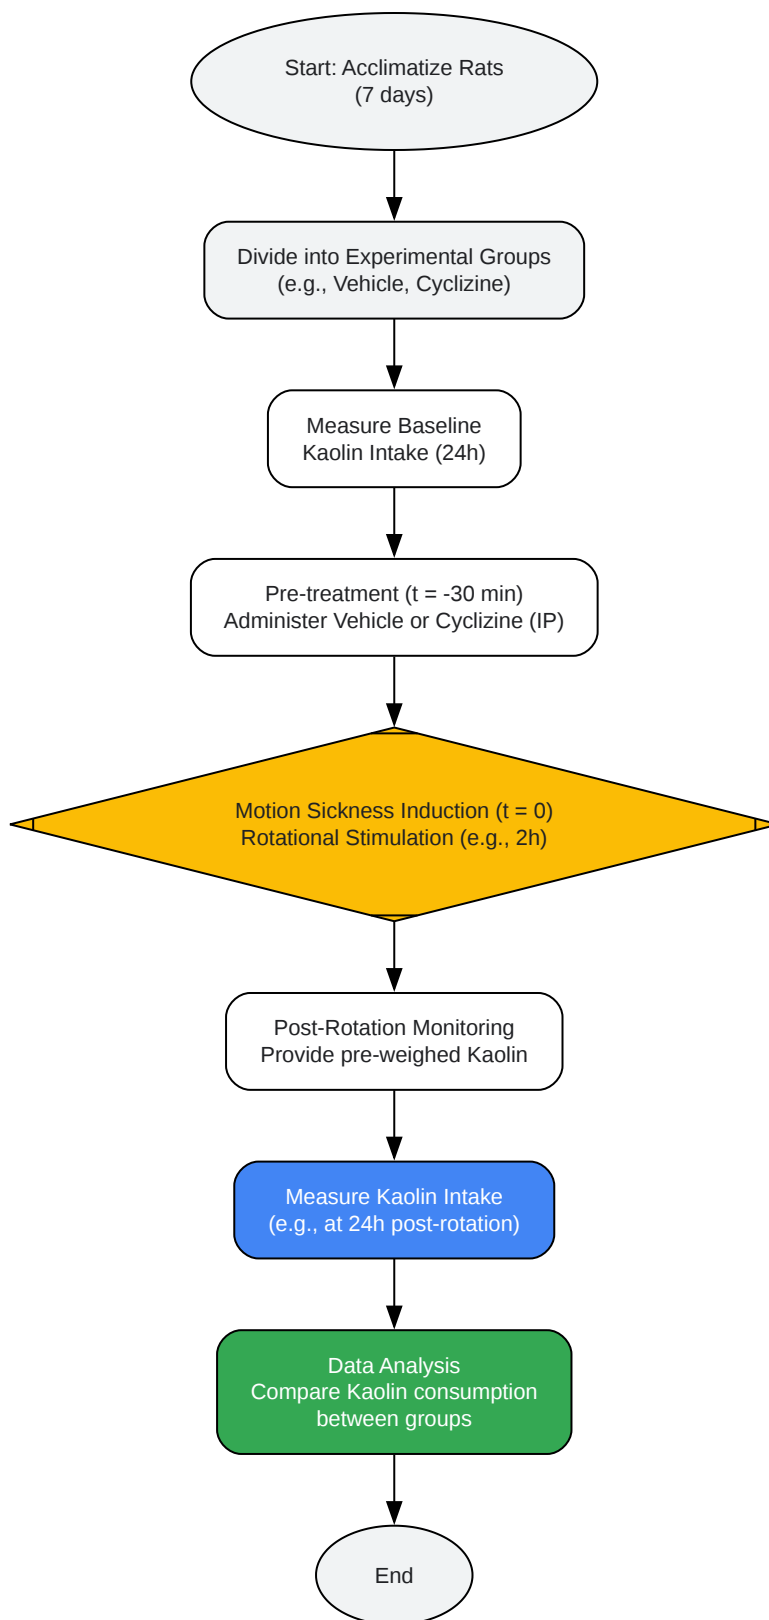 Start: Acclimatize Rats
(7 days)
Divide into Experimental Groups
(e.g., Vehicle, Cyclizine)
Measure Baseline
Kaolin Intake (24h)
Pre-treatment (t = -30 min)
Administer Vehicle or Cyclizine (IP)
Motion Sickness Induction (t = 0)
Rotational Stimulation (e.g., 2h)
Post-Rotation Monitoring
Provide pre-weighed Kaolin
Measure Kaolin Intake
(e.g., at 24h post-rotation)
Data Analysis
Compare Kaolin consumption
between groups
End